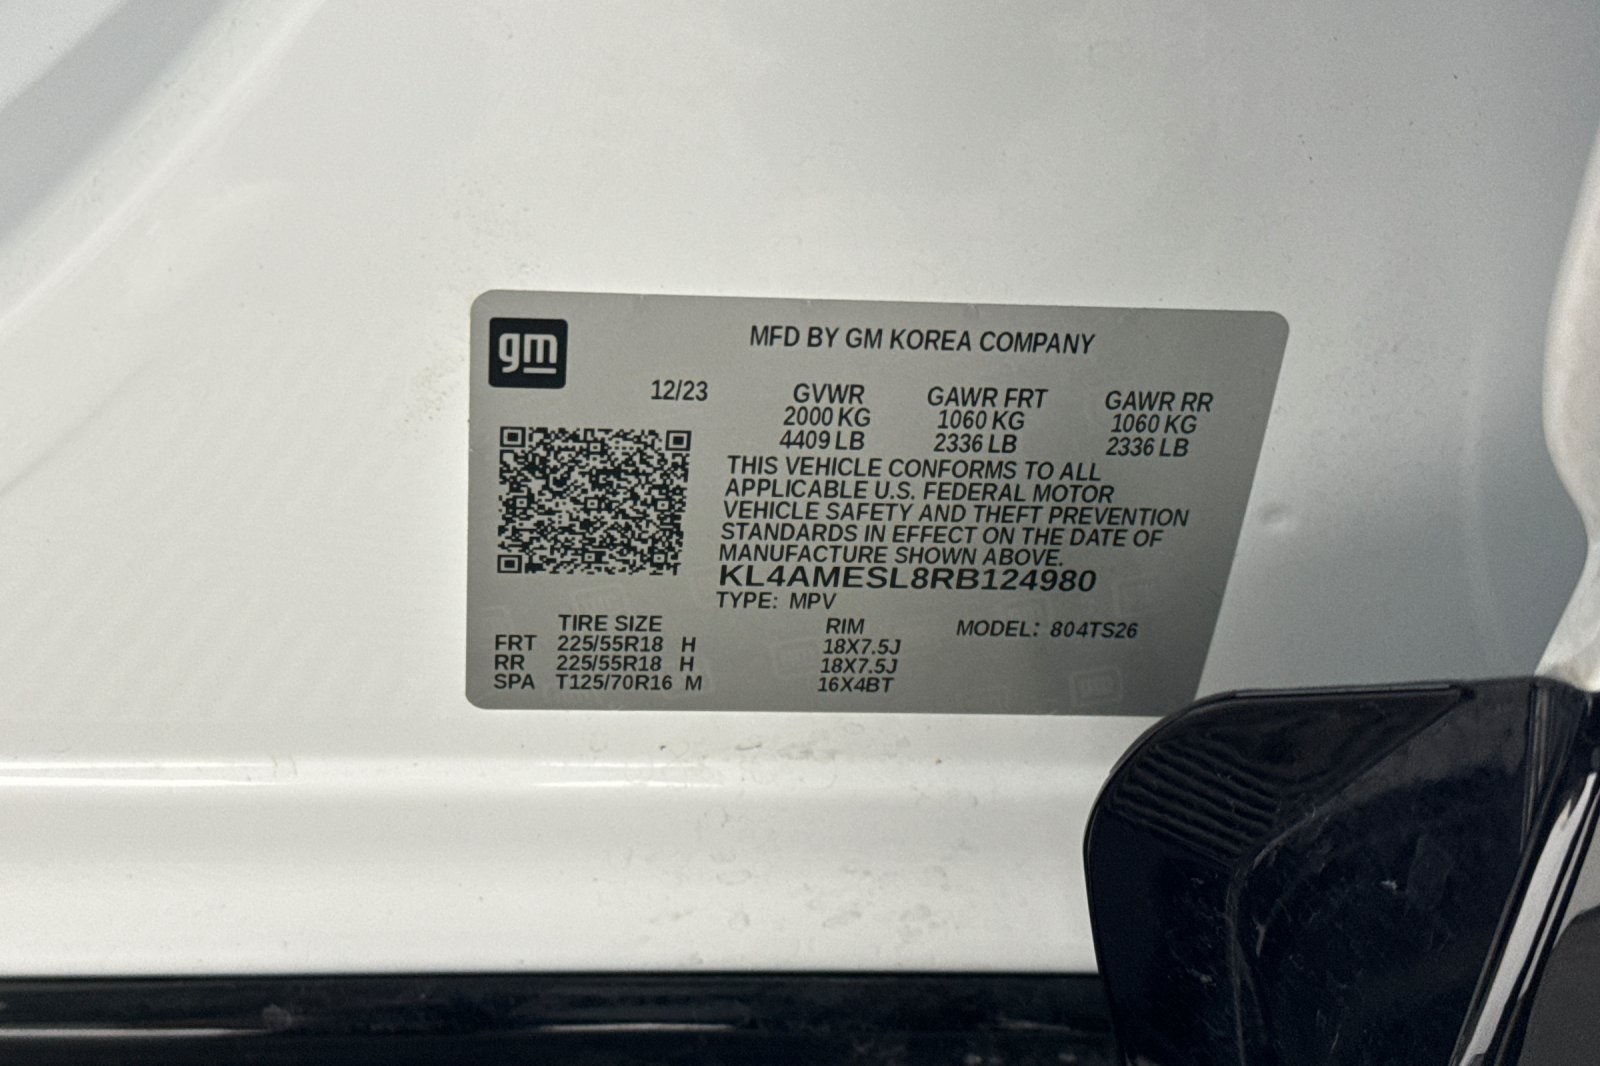 gm
MFD BY GM KOREA COMPANY
12/23 GVWR GAWR FRT GAWR RR
2000 KG 1060 KG 1060 KG
4409 LB 2336 LB 2336 LB
THIS VEHICLE CONFORMS TO ALL
APPLICABLE U.S. FEDERAL MOTOR
VEHICLE SAFETY AND THEFT PREVENTION
STANDARDS IN EFFECT ON THE DATE OF
MANUFACTURE SHOWN ABOVE.
KL4AMESL8RB124980
TYPE: MPV
TIRE SIZE RIM MODEL: 804TS26
FRT 225/55R18 H 18X7.5J
RR 225/55R18 H 18X7.5J
SPA T125/70R16 M 16X4BT